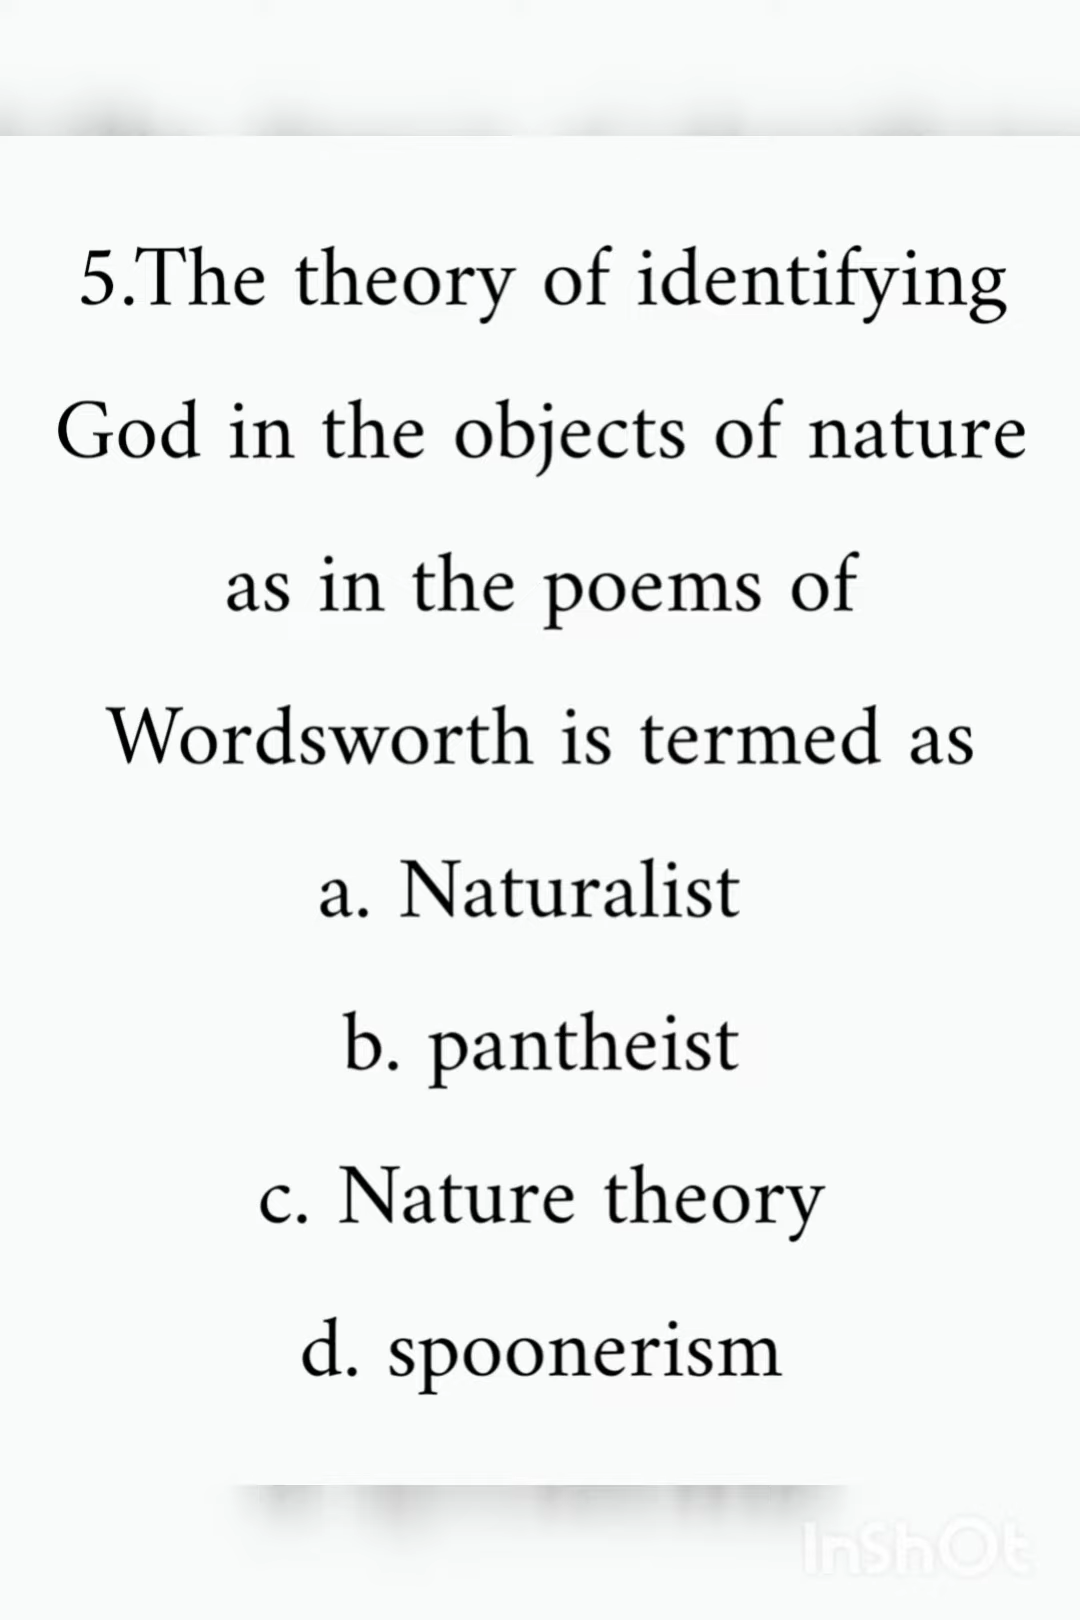 5.The theory of identifying
God in the objects of nature
as in the poems of
Wordsworth is termed as
a. Naturalist
b. pantheist
c. Nature theory
d. spoonerism
InShOt